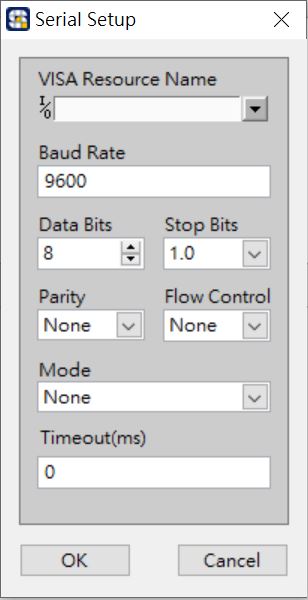 Serial Setup
VISA Resource Name
I/O
Baud Rate
9600
Data Bits Stop Bits
8 1.0
Parity Flow Control
None None
Mode
None
Timeout(ms)
0
OK Cancel